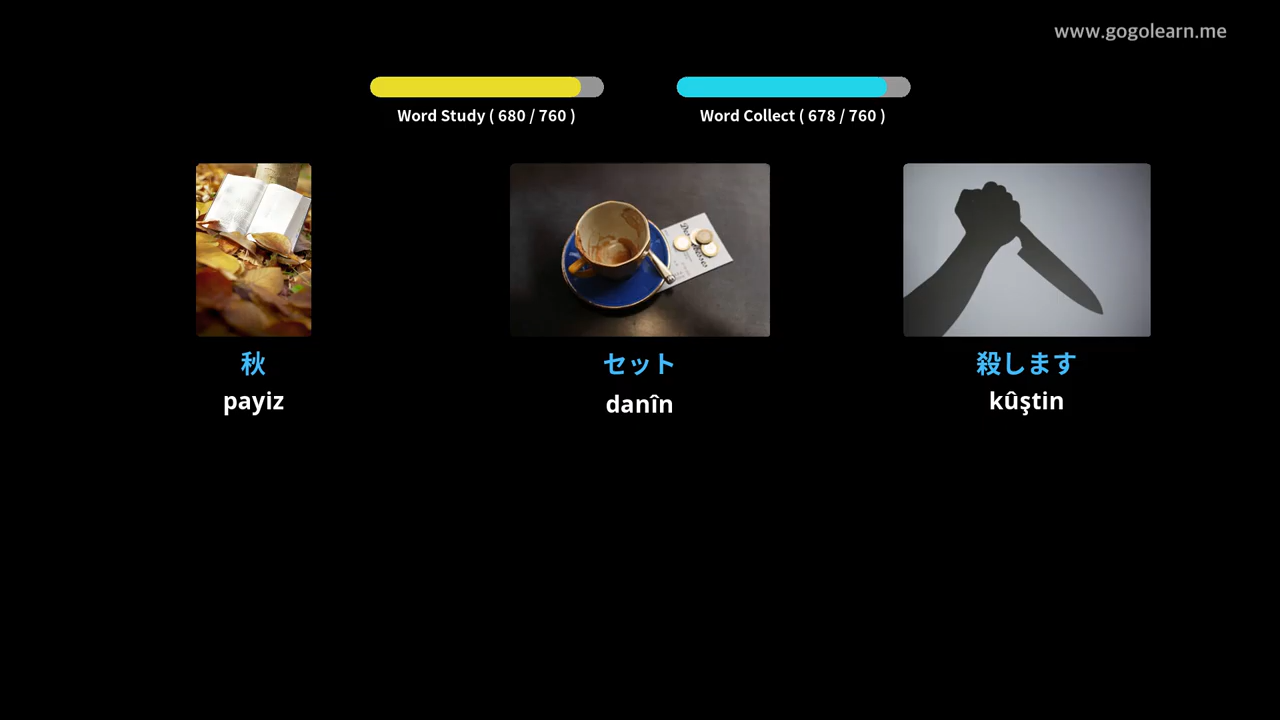 www.gogolearn.me
Word Study ( 680 / 760 )
Word Collect ( 678 / 760 )
秋
payiz
セット
danîn
殺します
kûştin